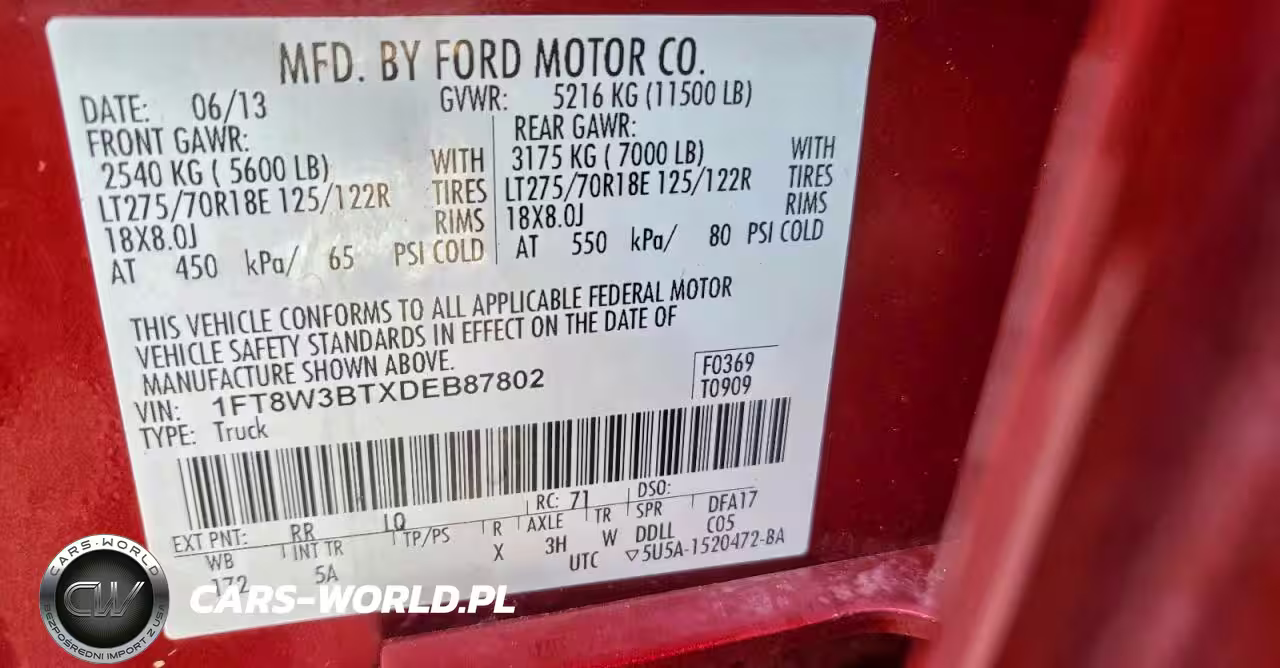 MFD. BY FORD MOTOR CO.
DATE: 06/13 GVWR: 5216 KG (11500 LB)
FRONT GAWR: REAR GAWR:
2540 KG ( 5600 LB) WITH 3175 KG ( 7000 LB) WITH
LT275/70R18E 125/122R TIRES LT275/70R18E 125/122R TIRES
18X8.0J RIMS 18X8.0J RIMS
AT 450 kPa/ 65 PSI COLD AT 550 kPa/ 80 PSI COLD
THIS VEHICLE CONFORMS TO ALL APPLICABLE FEDERAL MOTOR
VEHICLE SAFETY STANDARDS IN EFFECT ON THE DATE OF
MANUFACTURE SHOWN ABOVE.
F0369
VIN: 1FT8W3BTXDEB87802 T0909
TYPE: Truck
EXT PNT: RR IQ RC: 71 DSO:
WB INT TR TP/PS R AXLE TR SPR DFA17
172 5A X 3H W DDLL C05
UTC ▽5U5A-1520472-BA
CARS-WORLD
CW
BEZPOŚREDNI IMPORT Z USA
CARS-WORLD.PL